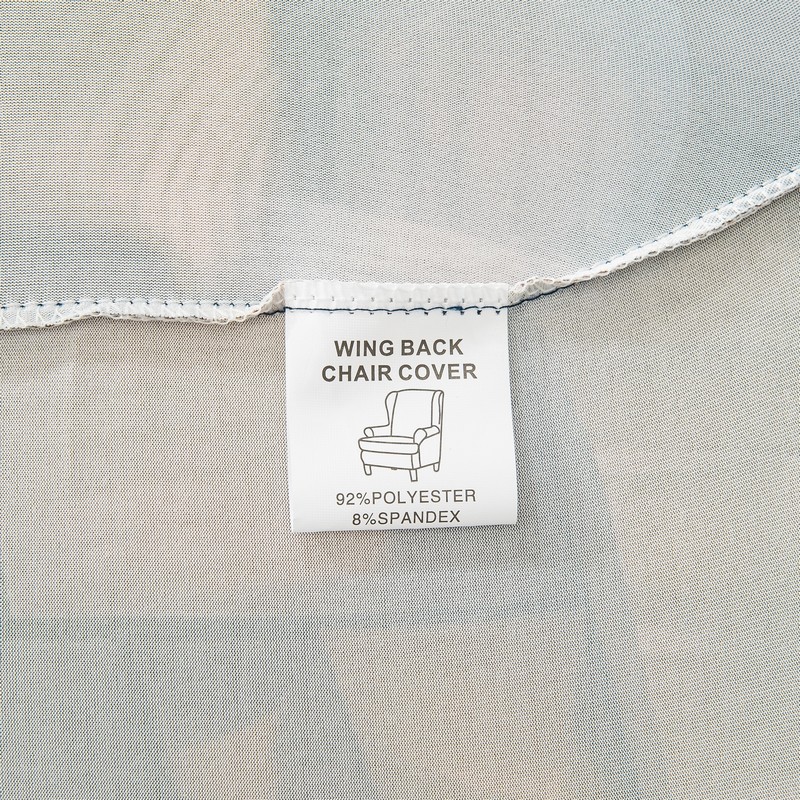 WING BACK
CHAIR COVER
92%POLYESTER
8%SPANDEX